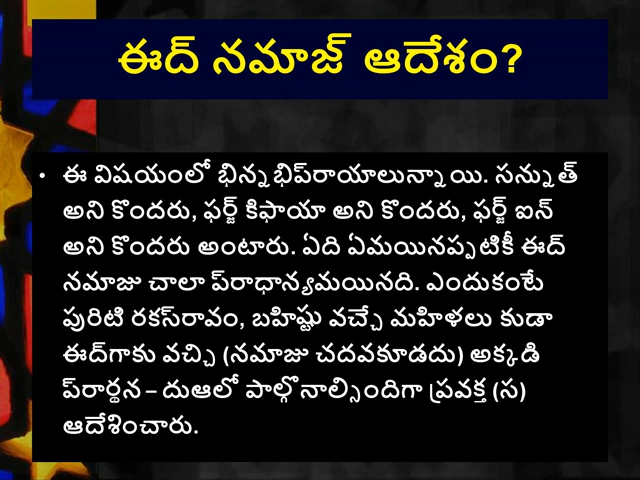 ఈద్ నమాజ్ ఆదేశం?
• ఈ విషయంలో భిన్నభిప్‌రాయాలున్నాయి. సన్నుత్
అని కొందరు, ఫర్జ్ కిఫాయా అని కొందరు, ఫర్జ్ ఐన్
అని కొందరు అంటారు. ఏది ఏమయినప్పటికీ ఈద్
నమాజు చాలా ప్‌రాధాన్యమయినది. ఎందుకంటే
పురిటి రకస్‌రావం, బహిష్టు వచ్చే మహిళలు కుడా
ఈద్‌గాకు వచ్చి (నమాజు చదవకూడదు) అక్కడి
ప్‌రార్థన – దుఆలో పాల్గొనాల్సిందిగా ప్రవక్త (స)
ఆదేశించారు.